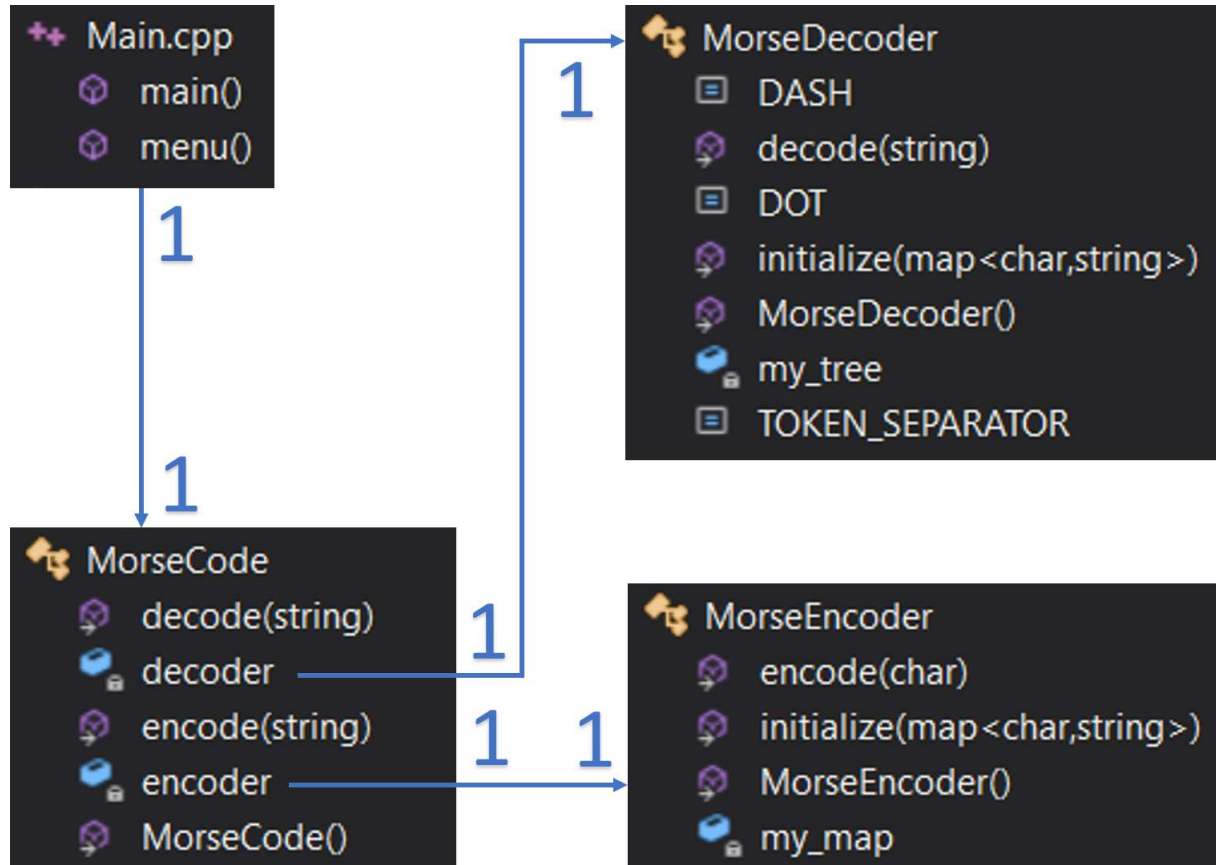 Main.cpp
main()
menu()
1
1
MorseCode
decode(string)
decoder
encode(string)
encoder
MorseCode()
1
1
MorseDecoder
DASH
decode(string)
DOT
initialize(map<char,string>)
MorseDecoder()
my_tree
TOKEN_SEPARATOR
1
1
MorseEncoder
encode(char)
initialize(map<char,string>)
MorseEncoder()
my_map